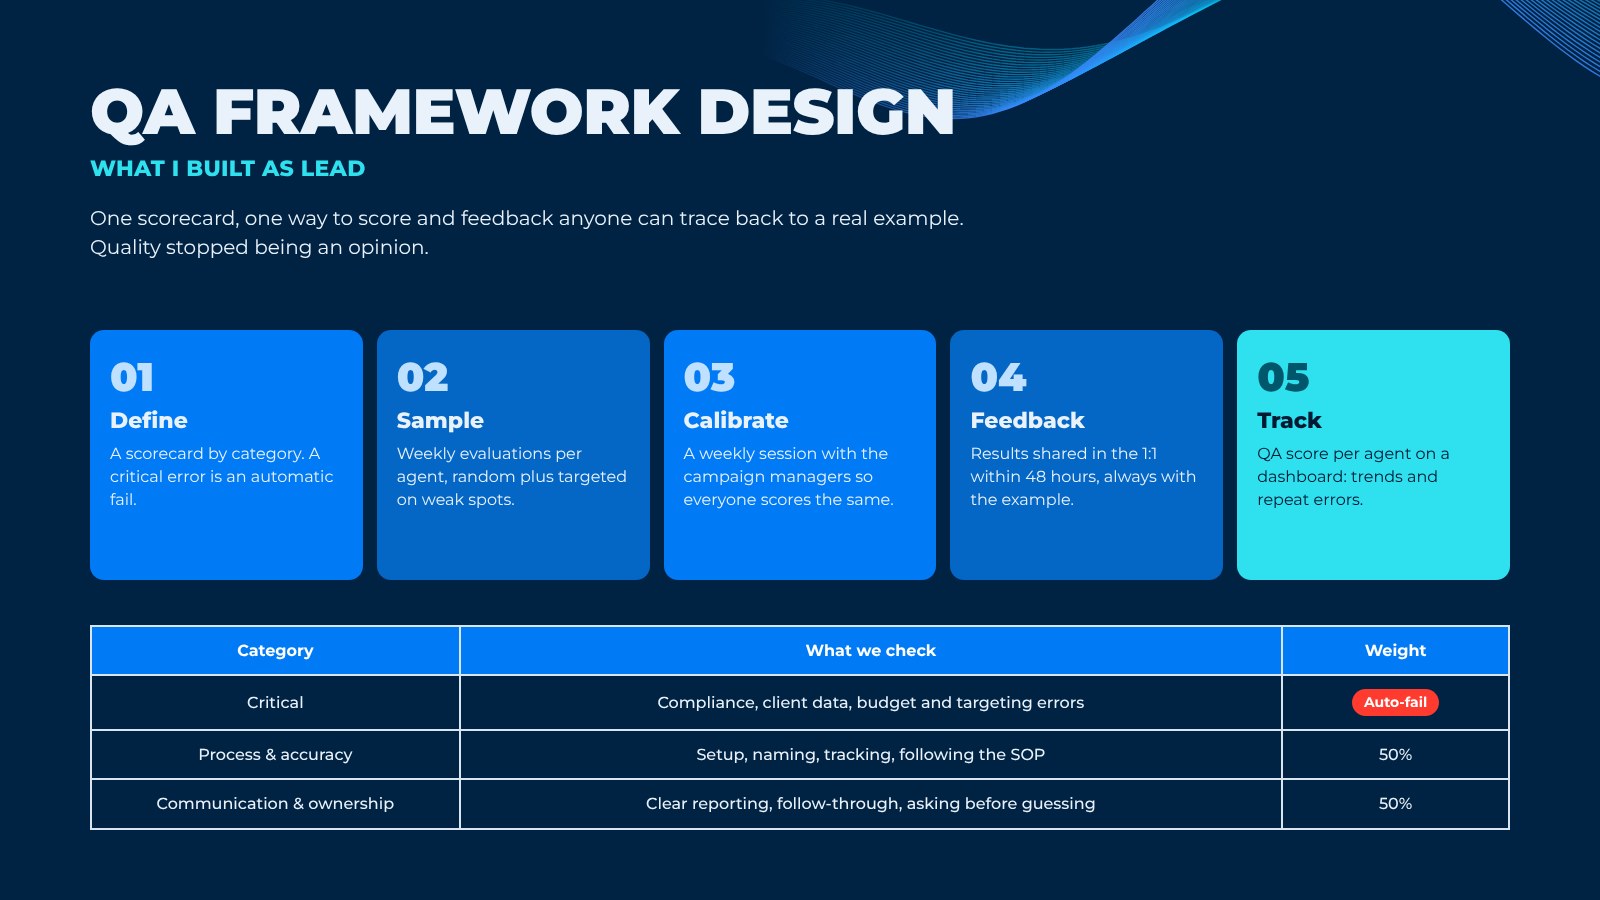 QA FRAMEWORK DESIGN
WHAT I BUILT AS LEAD
One scorecard, one way to score and feedback anyone can trace back to a real example.
Quality stopped being an opinion.
01
Define
A scorecard by category. A
critical error is an automatic
fail.
02
Sample
Weekly evaluations per
agent, random plus targeted
on weak spots.
03
Calibrate
A weekly session with the
campaign managers so
everyone scores the same.
04
Feedback
Results shared in the 1:1
within 48 hours, always with
the example.
05
Track
QA score per agent on a
dashboard: trends and
repeat errors.
Category What we check Weight
Critical Compliance, client data, budget and targeting errors Auto-fail
Process & accuracy Setup, naming, tracking, following the SOP 50%
Communication & ownership Clear reporting, follow-through, asking before guessing 50%